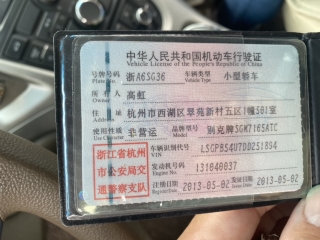 中华人民共和国机动车行驶证
Vehicle License of the People's Republic of China
号牌号码 浙A6SG36 车辆类型 小型轿车
Plate No. Vehicle Type
所有人 高虹
Owner
住址 杭州市西湖区翠苑新村五区1幢501室
Address
使用性质 非营运 品牌型号 别克牌SGM7165ATC
Use Character Model
浙江省杭州
市公安局交
通警察支队
车辆识别代号 LSGPB54U7DD251894
VIN
发动机号码 131040037
Engine No.
注册日期 2013-05-02 发证日期 2013-05-02
Register Date Issue Date